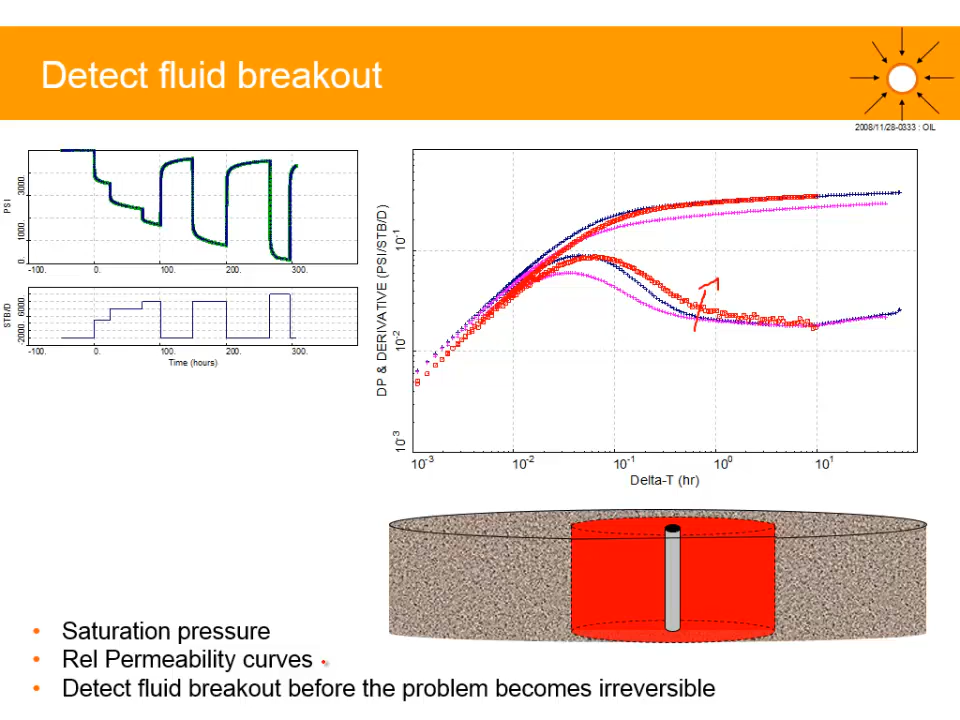 Detect fluid breakout
2008/11/28-0333 : OIL
PSI
3000.
1000
0.
-100. 0. 100. 200. 300.
STB/D
6000
-2000
-100. 0. 100. 200. 300.
Time (hours)
DP & DERIVATIVE (PSI/STB/D)
10-1
10-2
10-3
10-3 10-2 10-1 100 101
Delta-T (hr)
• Saturation pressure
• Rel Permeability curves
• Detect fluid breakout before the problem becomes irreversible